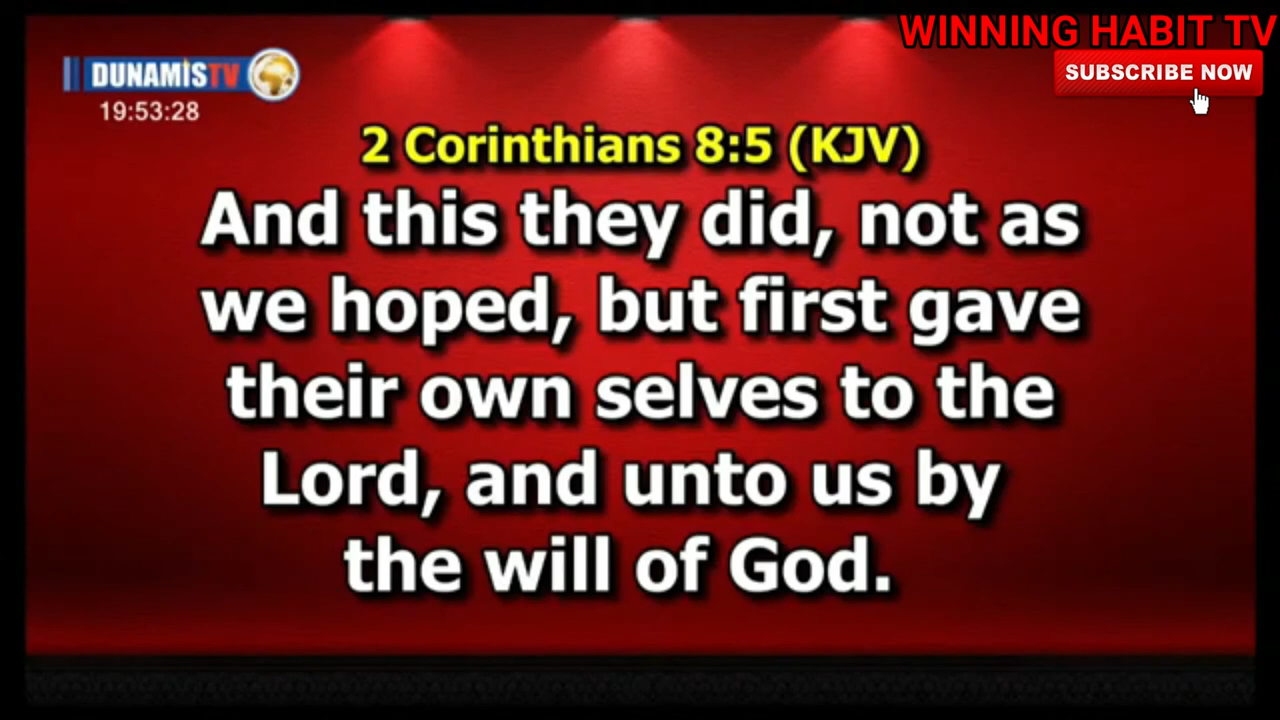 WINNING HABIT TV
DUNAMIS TV
SUBSCRIBE NOW
19:53:28
2 Corinthians 8:5 (KJV)
And this they did, not as
we hoped, but first gave
their own selves to the
Lord, and unto us by
the will of God.